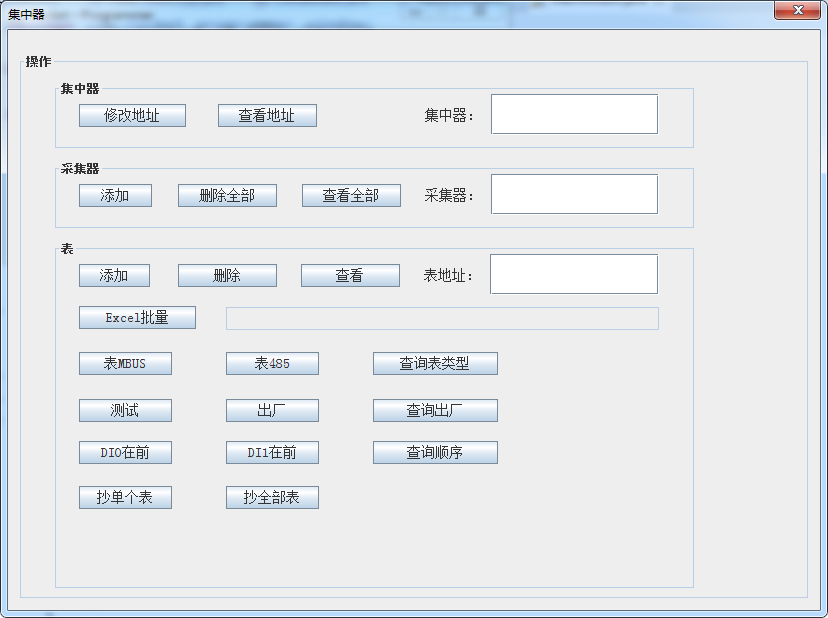 集中器
操作
集中器
修改地址 查看地址 集中器：
采集器
添加 删除全部 查看全部 采集器：
表
添加 删除 查看 表地址：
Excel批量
表MBUS 表485 查询表类型
测试 出厂 查询出厂
DI0在前 DI1在前 查询顺序
抄单个表 抄全部表